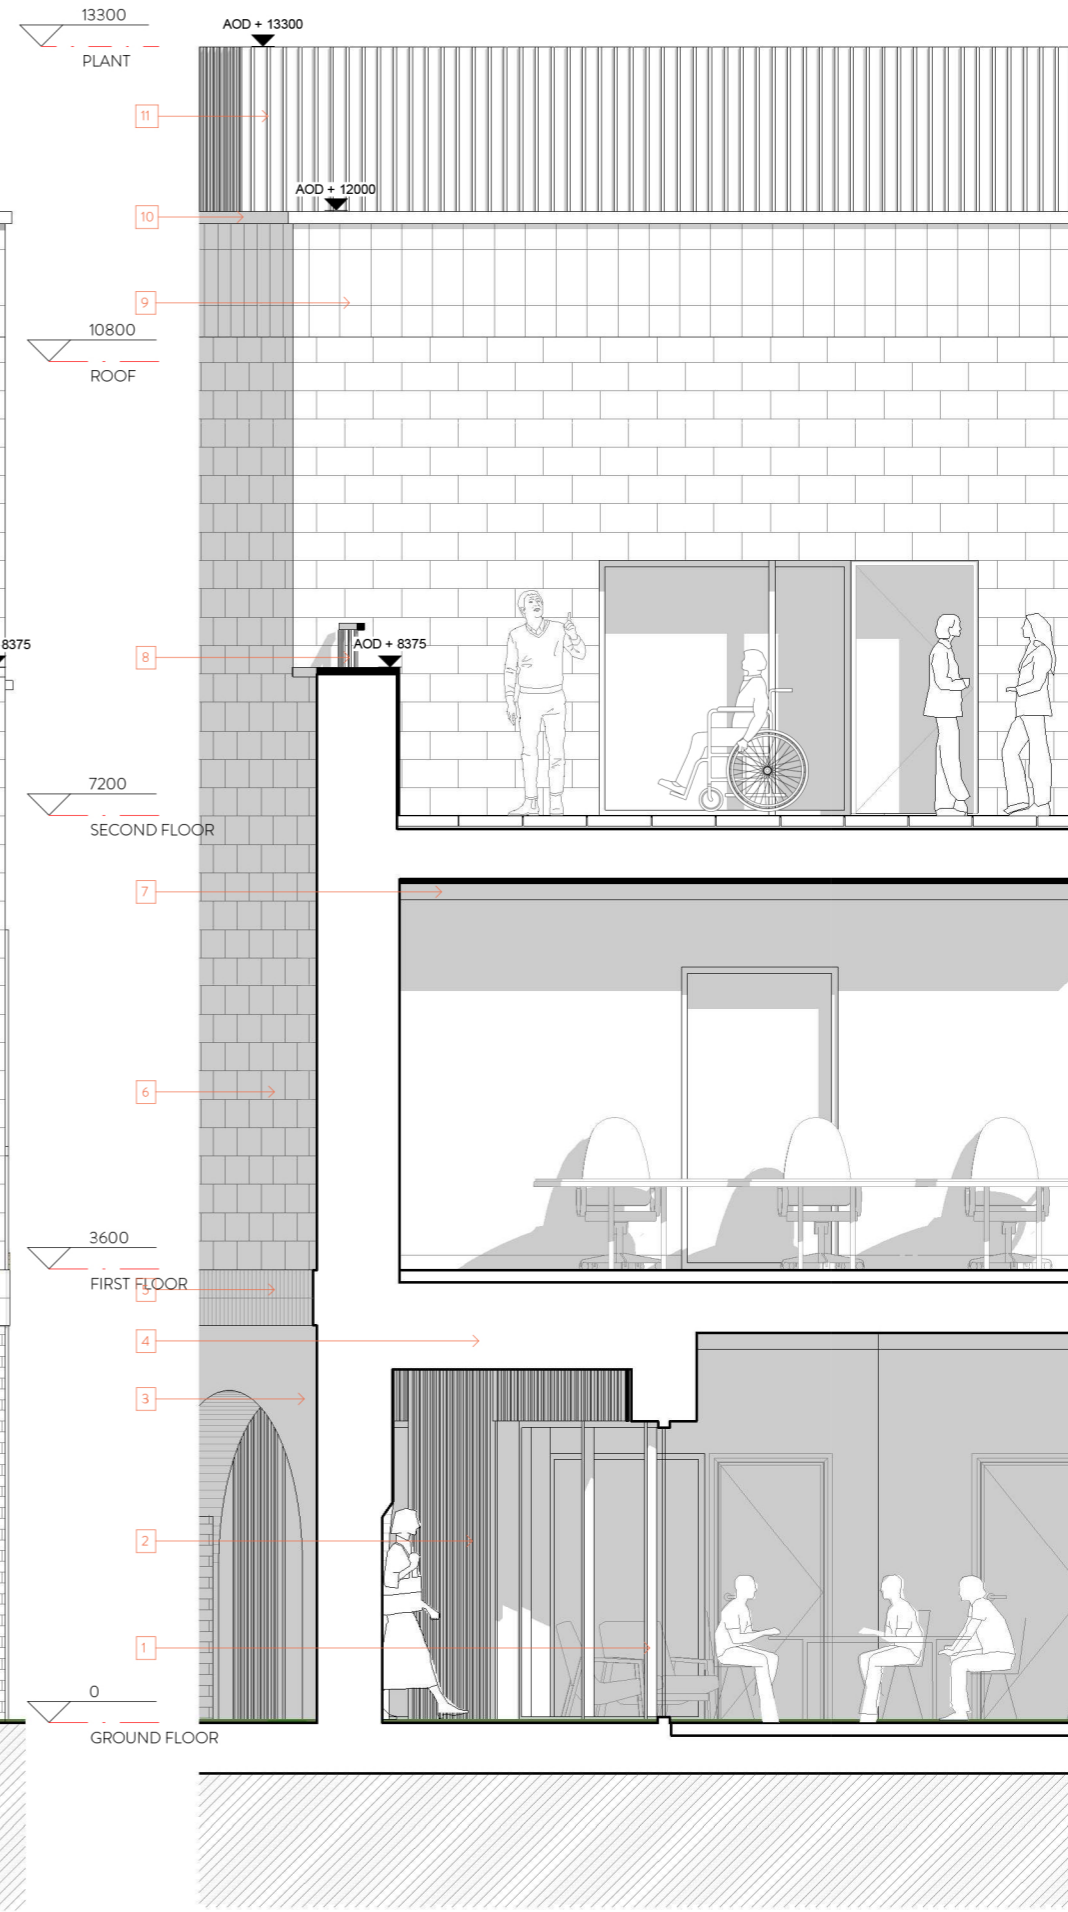 13300
PLANT
AOD + 13300
11
AOD + 12000
10
9
10800
ROOF
8375
8
AOD + 8375
7200
SECOND FLOOR
7
6
3600
FIRST FLOOR
5
4
3
2
1
0
GROUND FLOOR